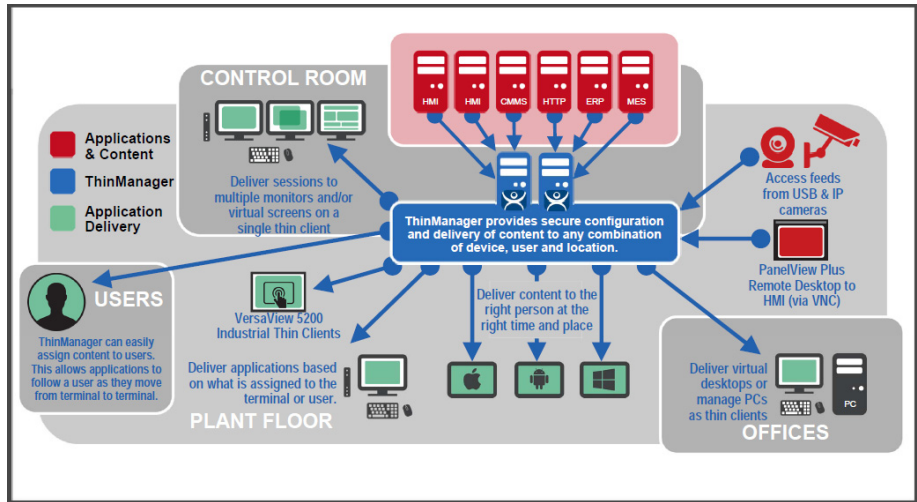 CONTROL ROOM
HMI
HMI
CMMS
HTTP
ERP
MES
Applications
& Content
ThinManager
Application
Delivery
Deliver sessions to
multiple monitors and/or
virtual screens on a
single thin client
Access feeds
from USB & IP
cameras
ThinManager provides secure configuration
and delivery of content to any combination
of device, user and location.
PanelView Plus
Remote Desktop to
HMI (via VNC)
USERS
ThinManager can easily
assign content to users.
This allows applications to
follow a user as they move
from terminal to terminal.
VersaView 5200
Industrial Thin Clients
Deliver content to the
right person at the
right time and place
Deliver applications based
on what is assigned to the
terminal or user.
PLANT FLOOR
Deliver virtual
desktops or
manage PCs
as thin clients
PC
OFFICES